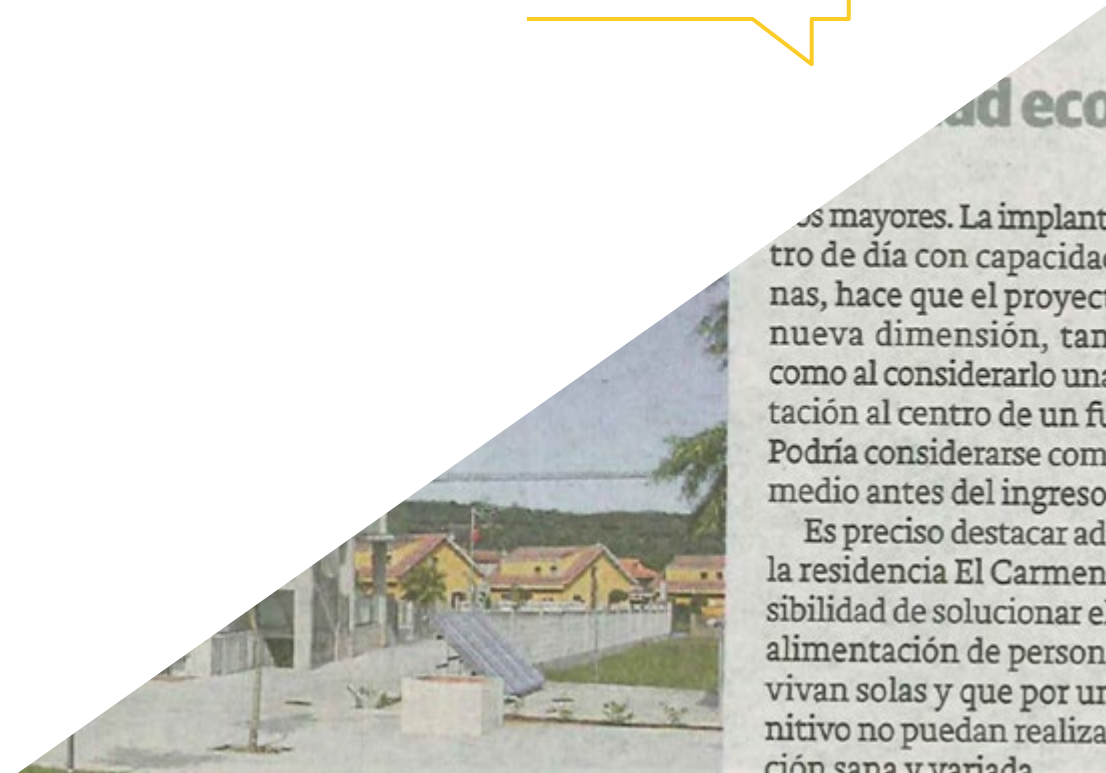 ad eco
os mayores. La implant
tro de día con capacidad
nas, hace que el proyect
nueva dimensión, tan
como al considerarlo una
tación al centro de un fu
Podría considerarse com
medio antes del ingreso
Es preciso destacar ad
la residencia El Carmen
sibilidad de solucionar el
alimentación de person
vivan solas y que por un
nitivo no puedan realiza
ción sana y variada